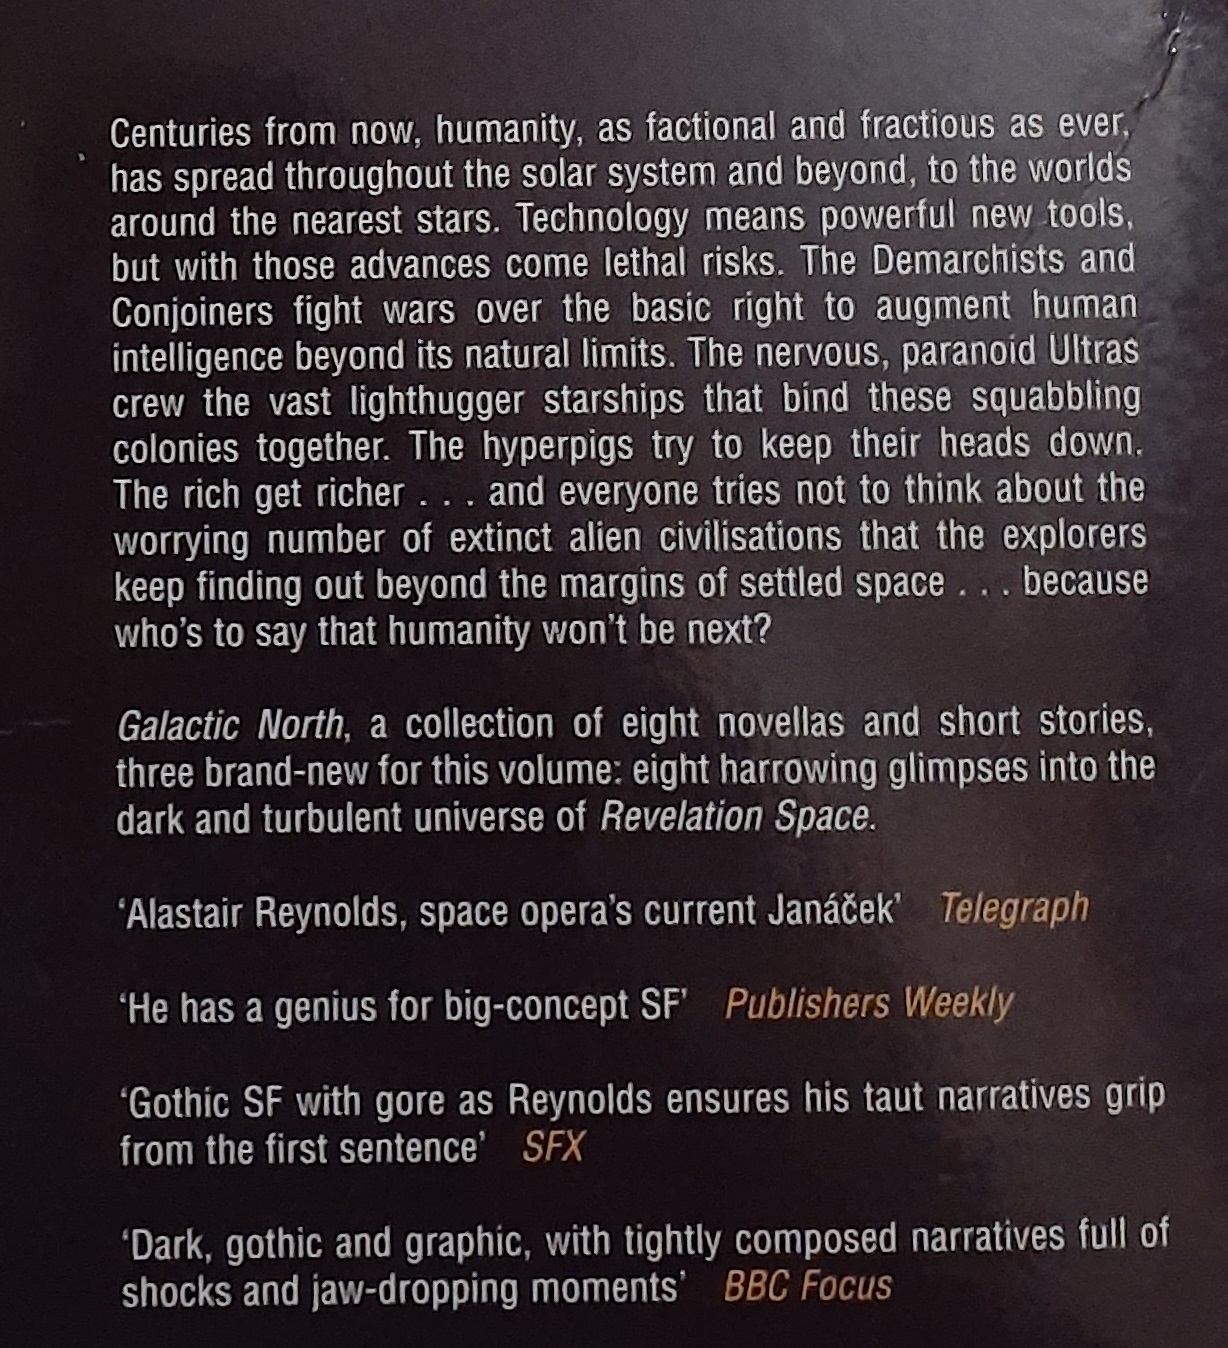 Centuries from now, humanity, as factional and fractious as ever,
has spread throughout the solar system and beyond, to the worlds
around the nearest stars. Technology means powerful new tools,
but with those advances come lethal risks. The Demarchists and
Conjoiners fight wars over the basic right to augment human
intelligence beyond its natural limits. The nervous, paranoid Ultras
crew the vast lighthugger starships that bind these squabbling
colonies together. The hyperpigs try to keep their heads down.
The rich get richer . . . and everyone tries not to think about the
worrying number of extinct alien civilisations that the explorers
keep finding out beyond the margins of settled space . . . because
who's to say that humanity won't be next?
Galactic North, a collection of eight novellas and short stories,
three brand-new for this volume: eight harrowing glimpses into the
dark and turbulent universe of Revelation Space.
‘Alastair Reynolds, space opera's current Janáček’ Telegraph
‘He has a genius for big-concept SF’ Publishers Weekly
‘Gothic SF with gore as Reynolds ensures his taut narratives grip
from the first sentence’ SFX
‘Dark, gothic and graphic, with tightly composed narratives full of
shocks and jaw-dropping moments’ BBC Focus